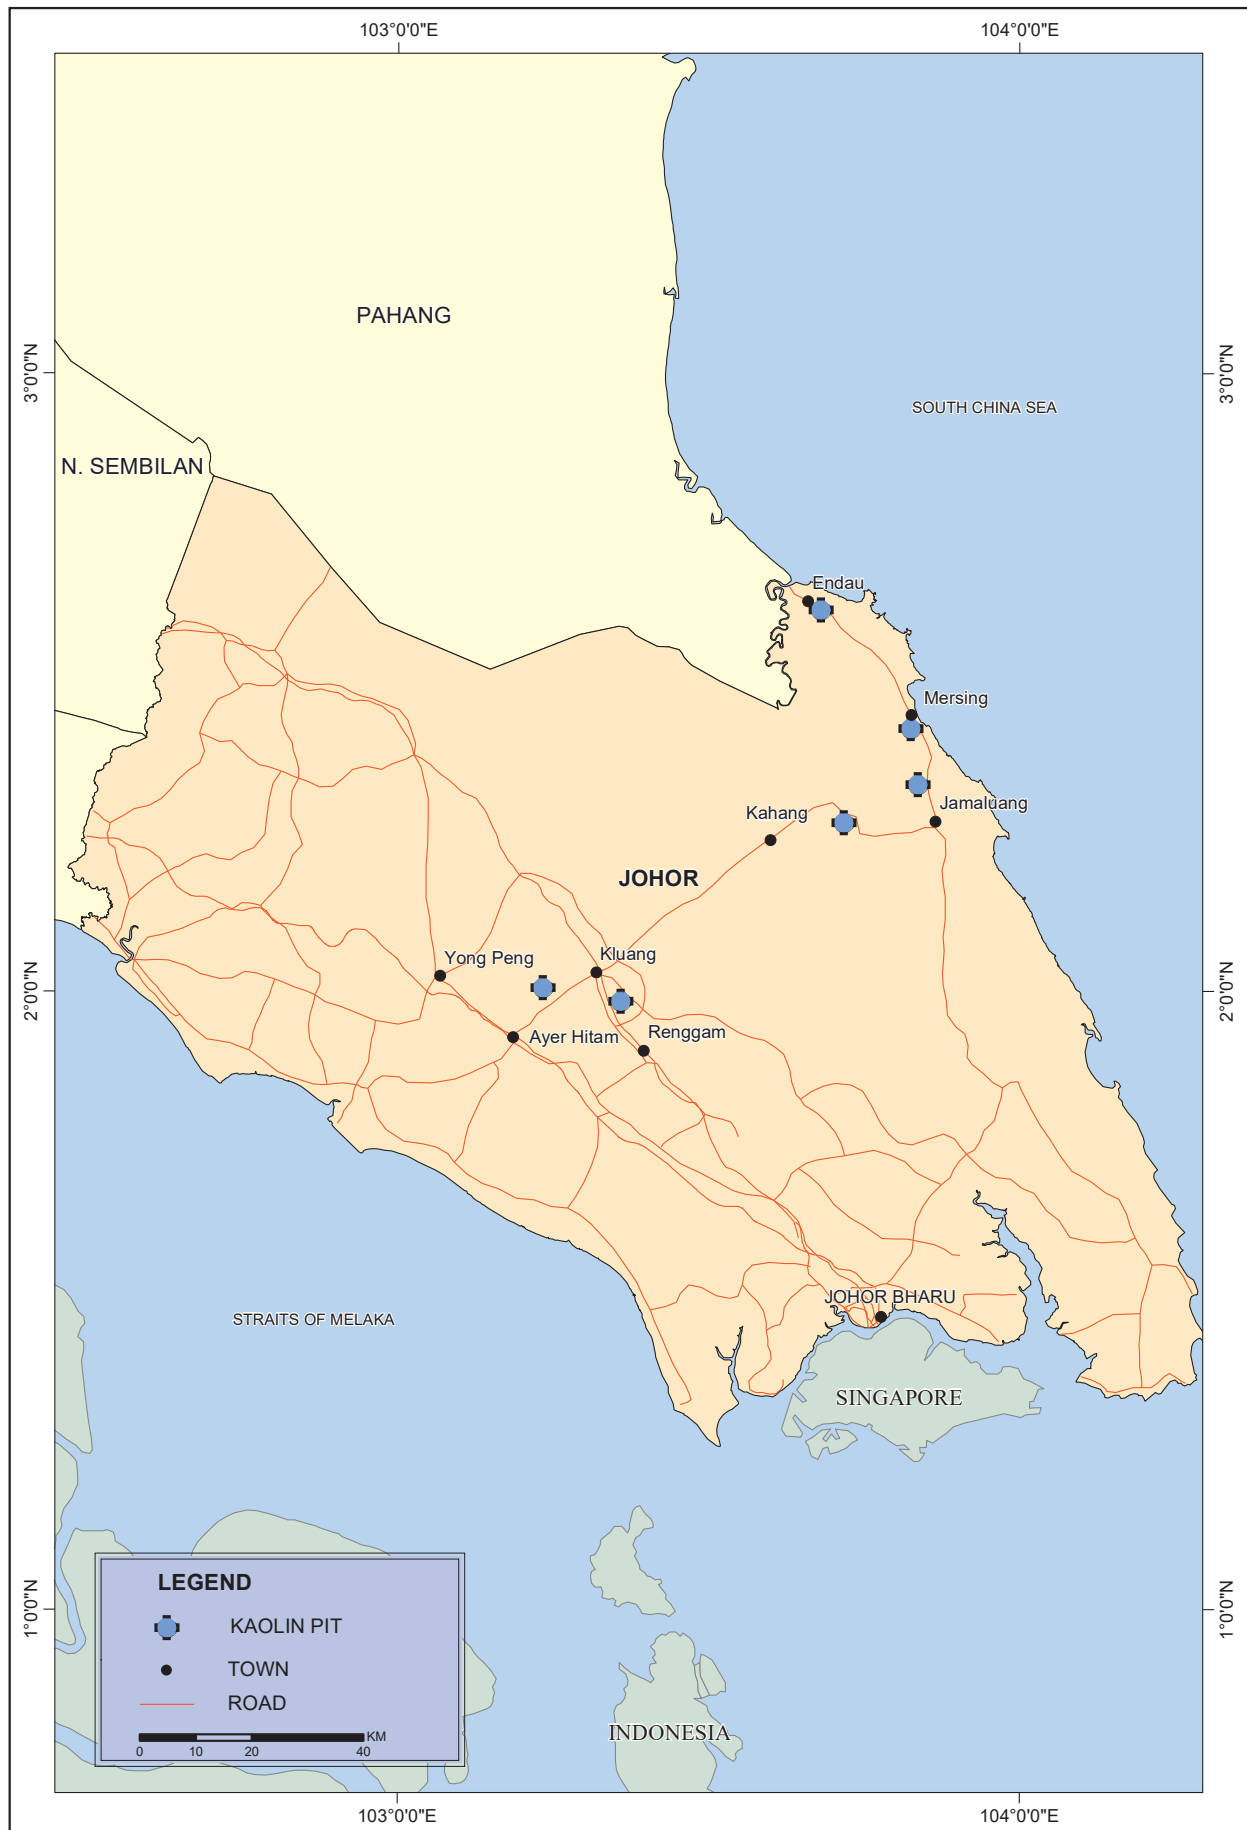 103°0'0"E
104°0'0"E
PAHANG
3°0'0"N
3°0'0"N
SOUTH CHINA SEA
N. SEMBILAN
Endau
Mersing
Jamaluang
Kahang
JOHOR
Yong Peng
Kluang
2°0'0"N
2°0'0"N
Ayer Hitam
Renggam
JOHOR BHARU
STRAITS OF MELAKA
SINGAPORE
LEGEND
KAOLIN PIT
TOWN
ROAD
KM
0 10 20 40
1°0'0"N
1°0'0"N
INDONESIA
103°0'0"E
104°0'0"E